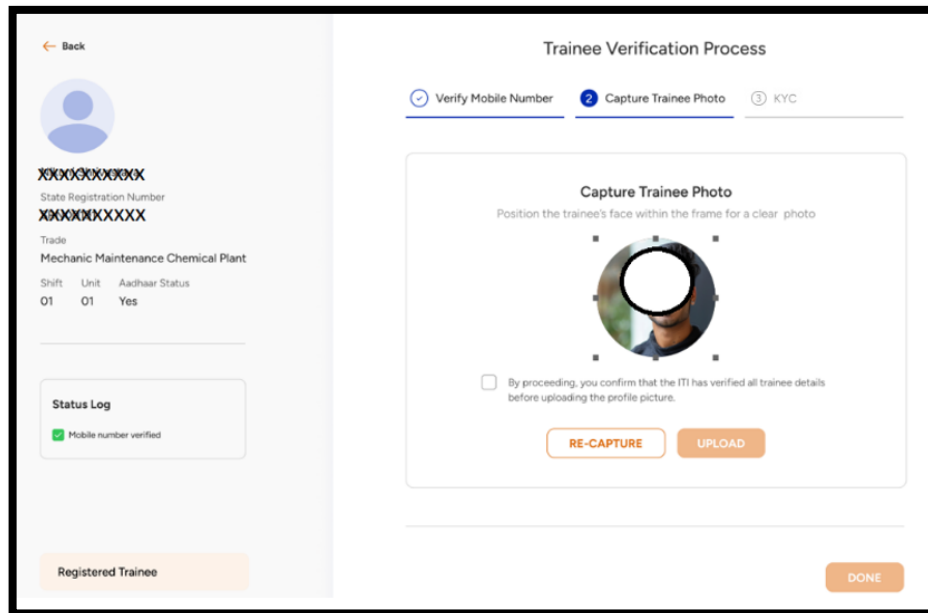 Back
XXXXXXXXXX
State Registration Number
XXXXXXXXXX
Trade
Mechanic Maintenance Chemical Plant
Shift Unit Aadhaar Status
01 01 Yes
Status Log
Mobile number verified
Registered Trainee
Trainee Verification Process
Verify Mobile Number 2 Capture Trainee Photo 3 KYC
Capture Trainee Photo
Position the trainee's face within the frame for a clear photo
By proceeding, you confirm that the ITI has verified all trainee details
before uploading the profile picture.
RE-CAPTURE UPLOAD
DONE